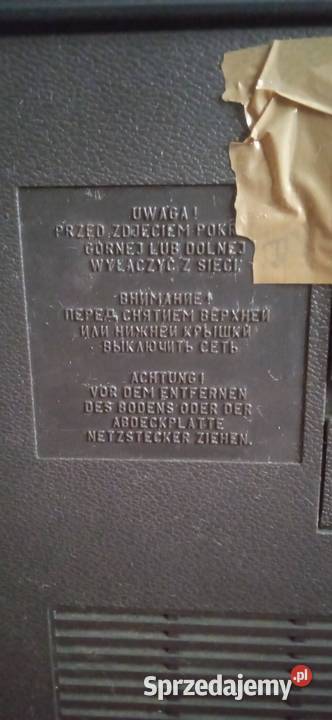 UWAGA!
PRZED ZDJĘCIEM
GÓRNEJ LUB DOLNEJ
WYŁĄCZYĆ Z SIECI,
ВНИМАНИЕ!
ПЕРЕД СНЯТИЕМ ВЕРХНЕЙ
ИЛИ НИЖНЕЙ КРЫШКИ
ВЫКЛЮЧИТЬ СЕТЬ
ACHTUNG!
VOR DEM ENTFERNEN
DES BODENS ODER DER
ABDECKPLATTE
NETZSTECKER ZIEHEN.
Sprzedajemy.pl